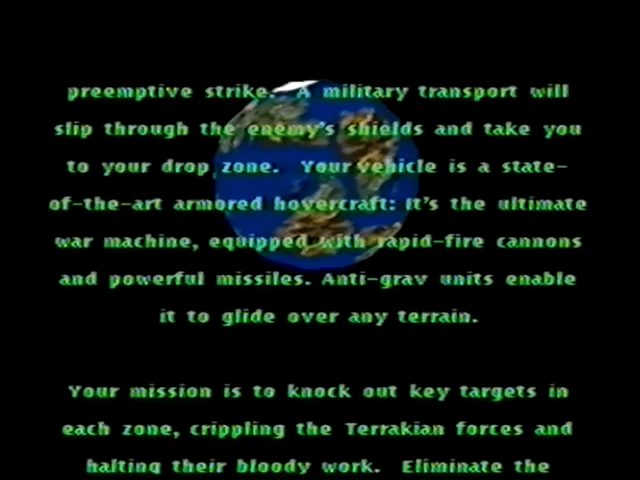 preemptive strike.  A military transport will
slip through the enemy's shields and take you
to your drop zone.  Your vehicle is a state-
of-the-art armored hovercraft: It's the ultimate
war machine, equipped with rapid-fire cannons
and powerful missiles. Anti-grav units enable
it to glide over any terrain.
Your mission is to knock out key targets in
each zone, crippling the Terrakian forces and
halting their bloody work.  Eliminate the